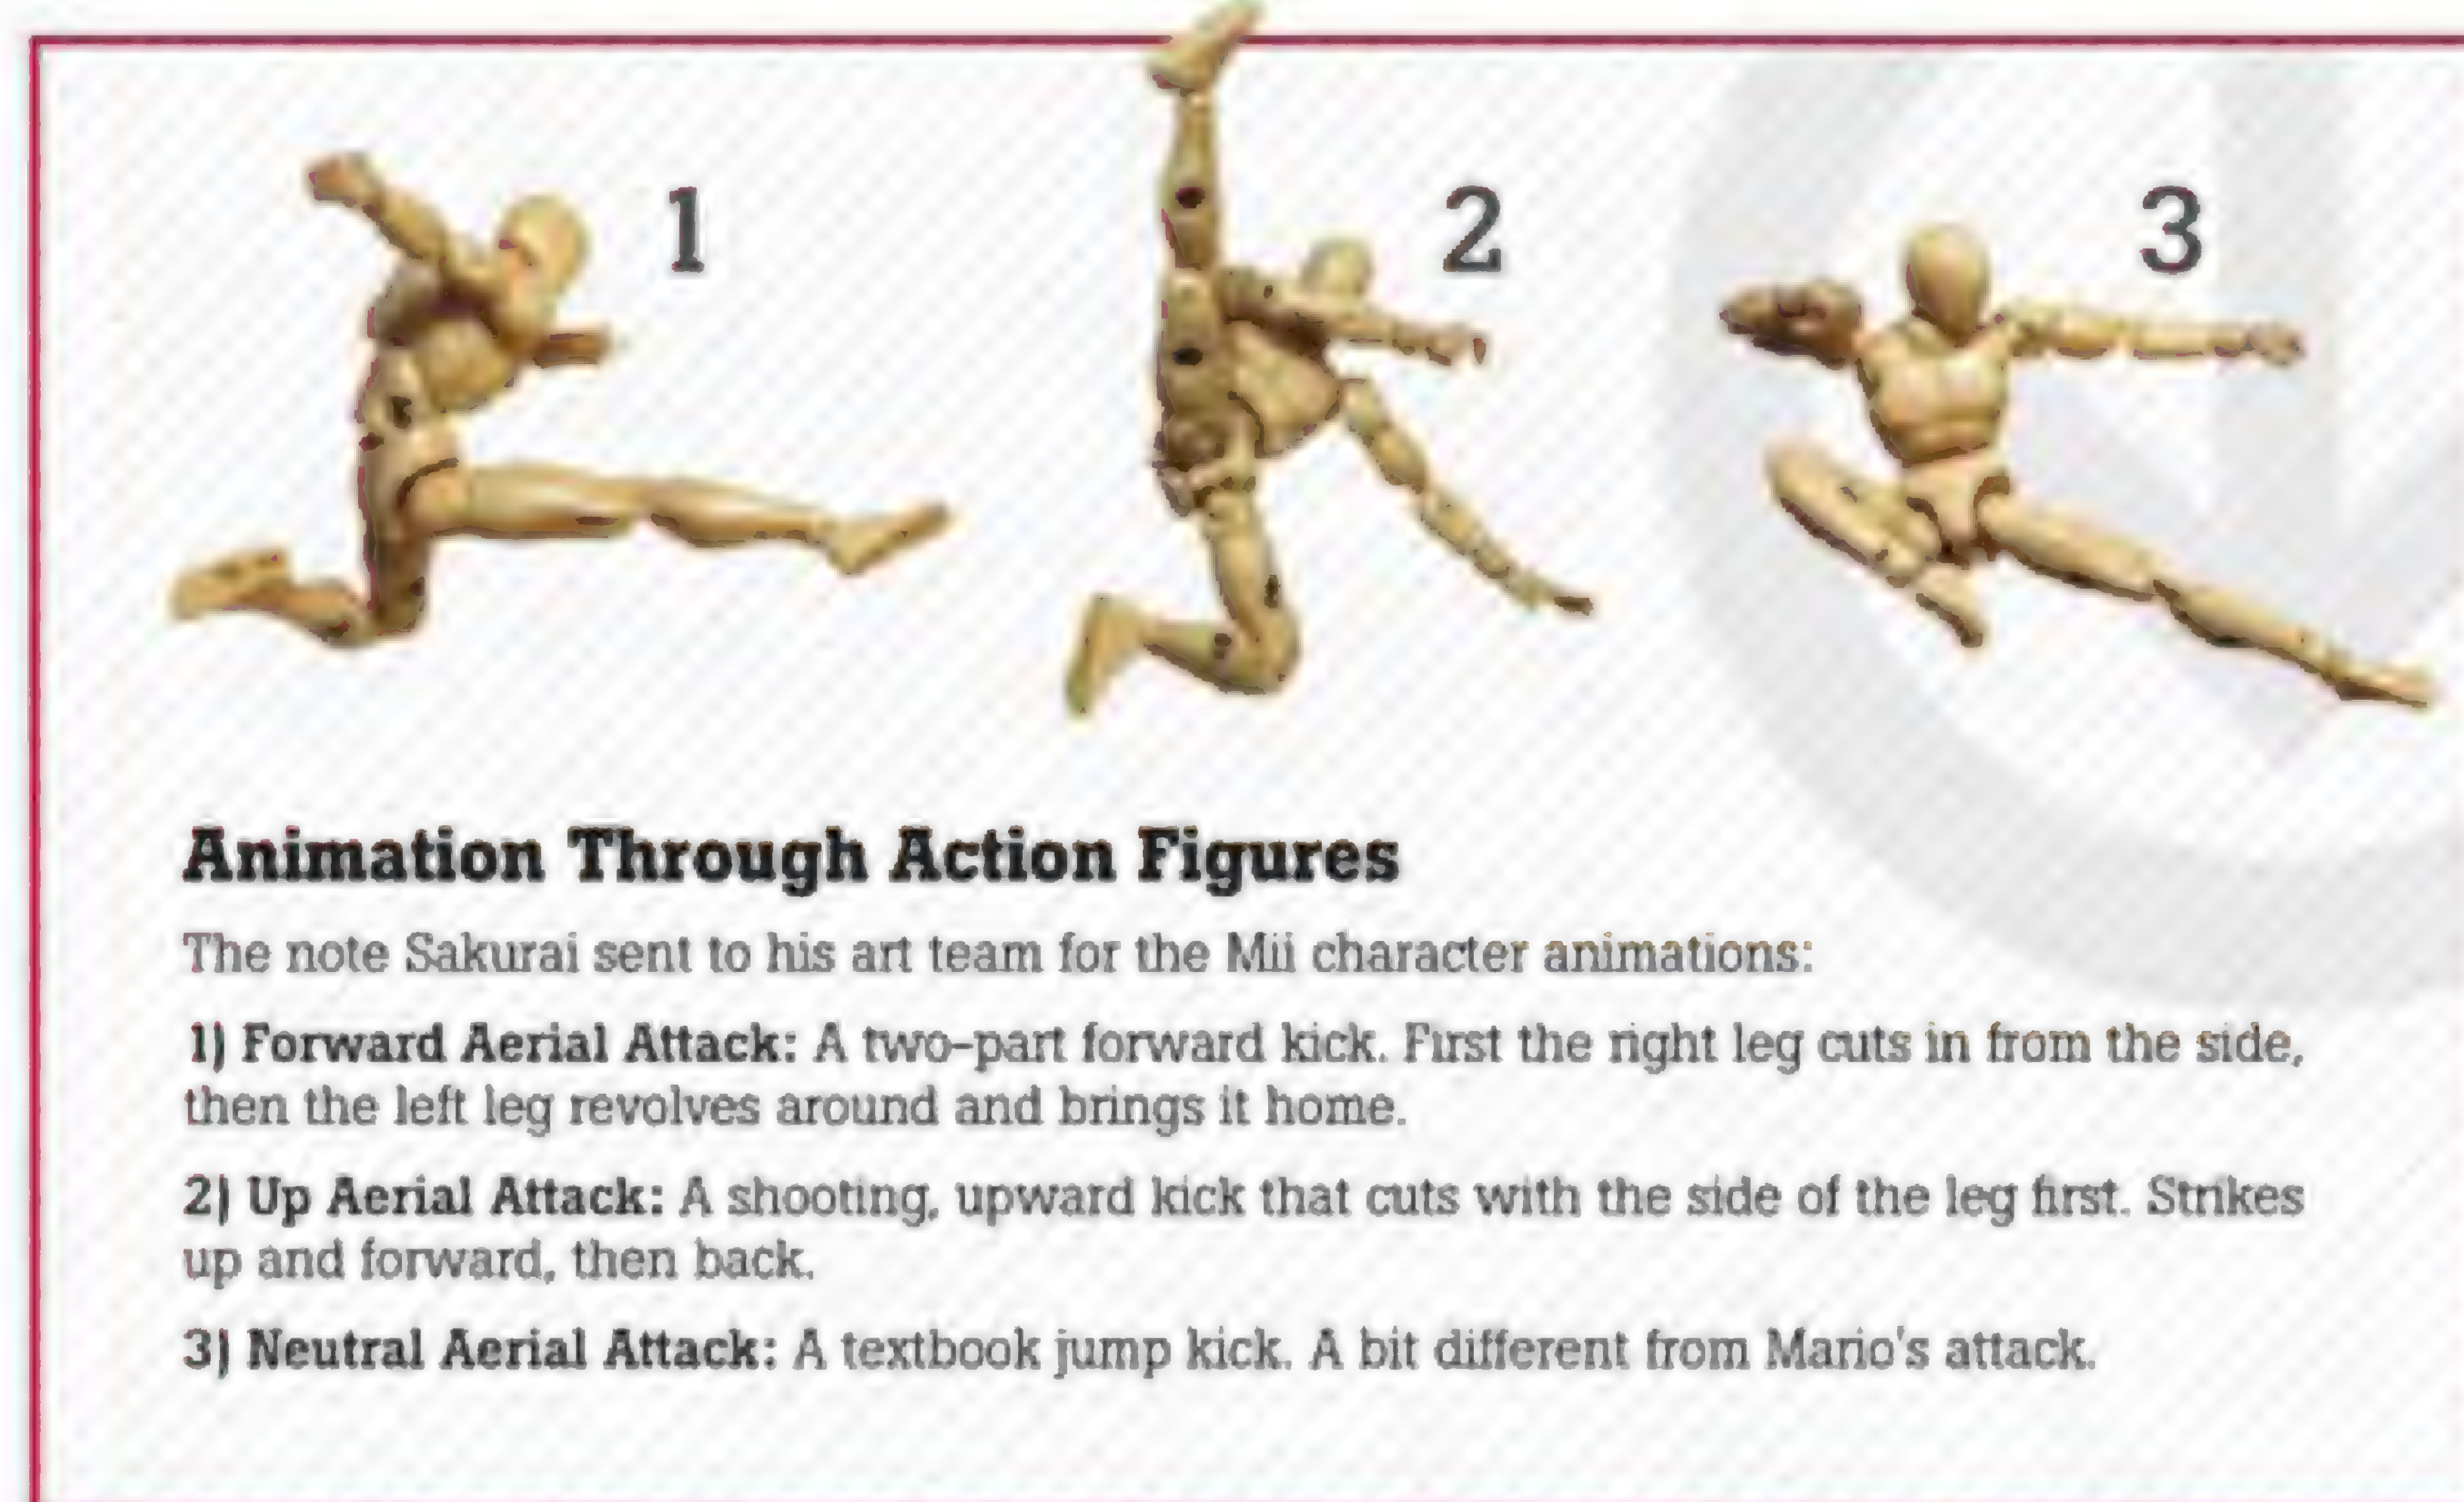 1
2
3
Animation Through Action Figures
The note Sakurai sent to his art team for the Mii character animations:
1) Forward Aerial Attack: A two-part forward kick. First the right leg cuts in from the side,
then the left leg revolves around and brings it home.
2) Up Aerial Attack: A shooting, upward kick that cuts with the side of the leg first. Strikes
up and forward, then back.
3) Neutral Aerial Attack: A textbook jump kick. A bit different from Mario's attack.